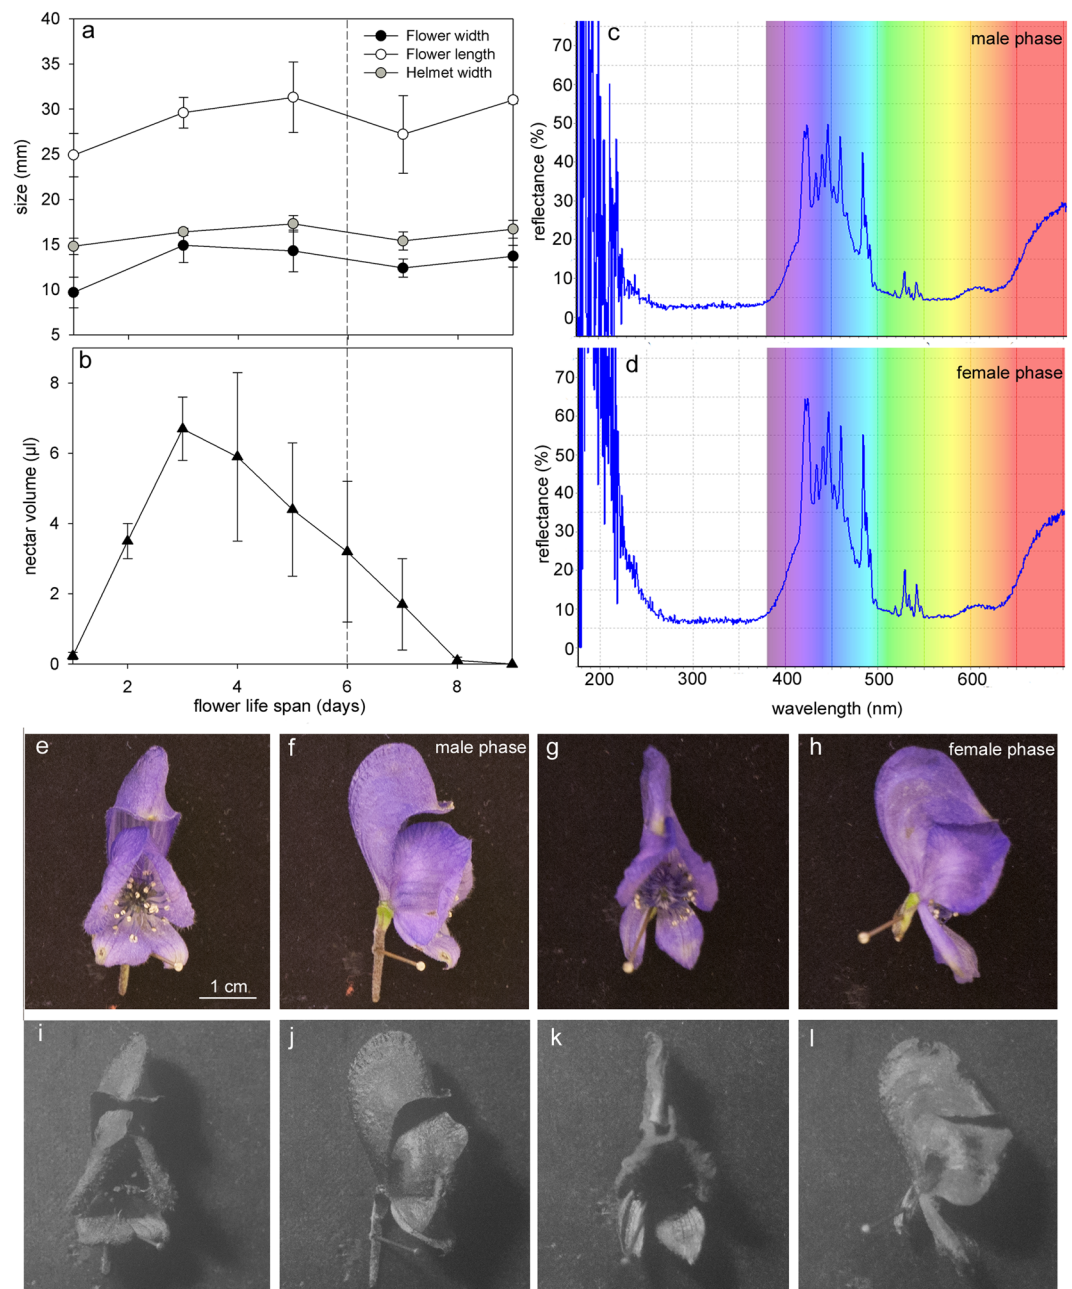 a
Flower width
Flower length
Helmet width
40
35
30
25
20
15
10
5
size (mm)
b
8
6
4
2
0
nectar volume (µl)
2
4
6
8
flower life span (days)
c
male phase
70
60
50
40
30
20
10
0
reflectance (%)
d
female phase
70
60
50
40
30
20
10
0
reflectance (%)
200
300
400
500
600
wavelength (nm)
e
1 cm
f
male phase
g
h
female phase
i
j
k
l